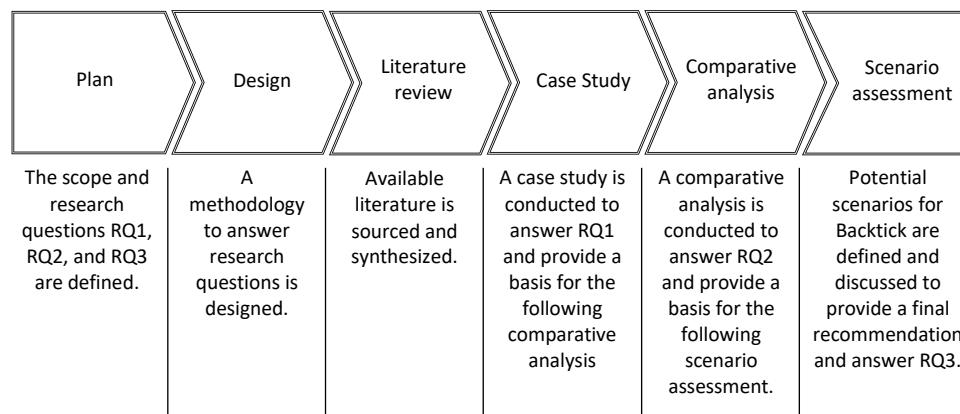 Plan
Design
Literature
review
Case Study
Comparative
analysis
Scenario
assessment
The scope and
research
questions RQ1,
RQ2, and RQ3
are defined.
A
methodology
to answer
research
questions is
designed.
Available
literature is
sourced and
synthesized.
A case study is
conducted to
answer RQ1
and provide a
basis for the
following
comparative
analysis
A comparative
analysis is
conducted to
answer RQ2
and provide a
basis for the
following
scenario
assessment.
Potential
scenarios for
Backtick are
defined and
discussed to
provide a final
recommendation
and answer RQ3.